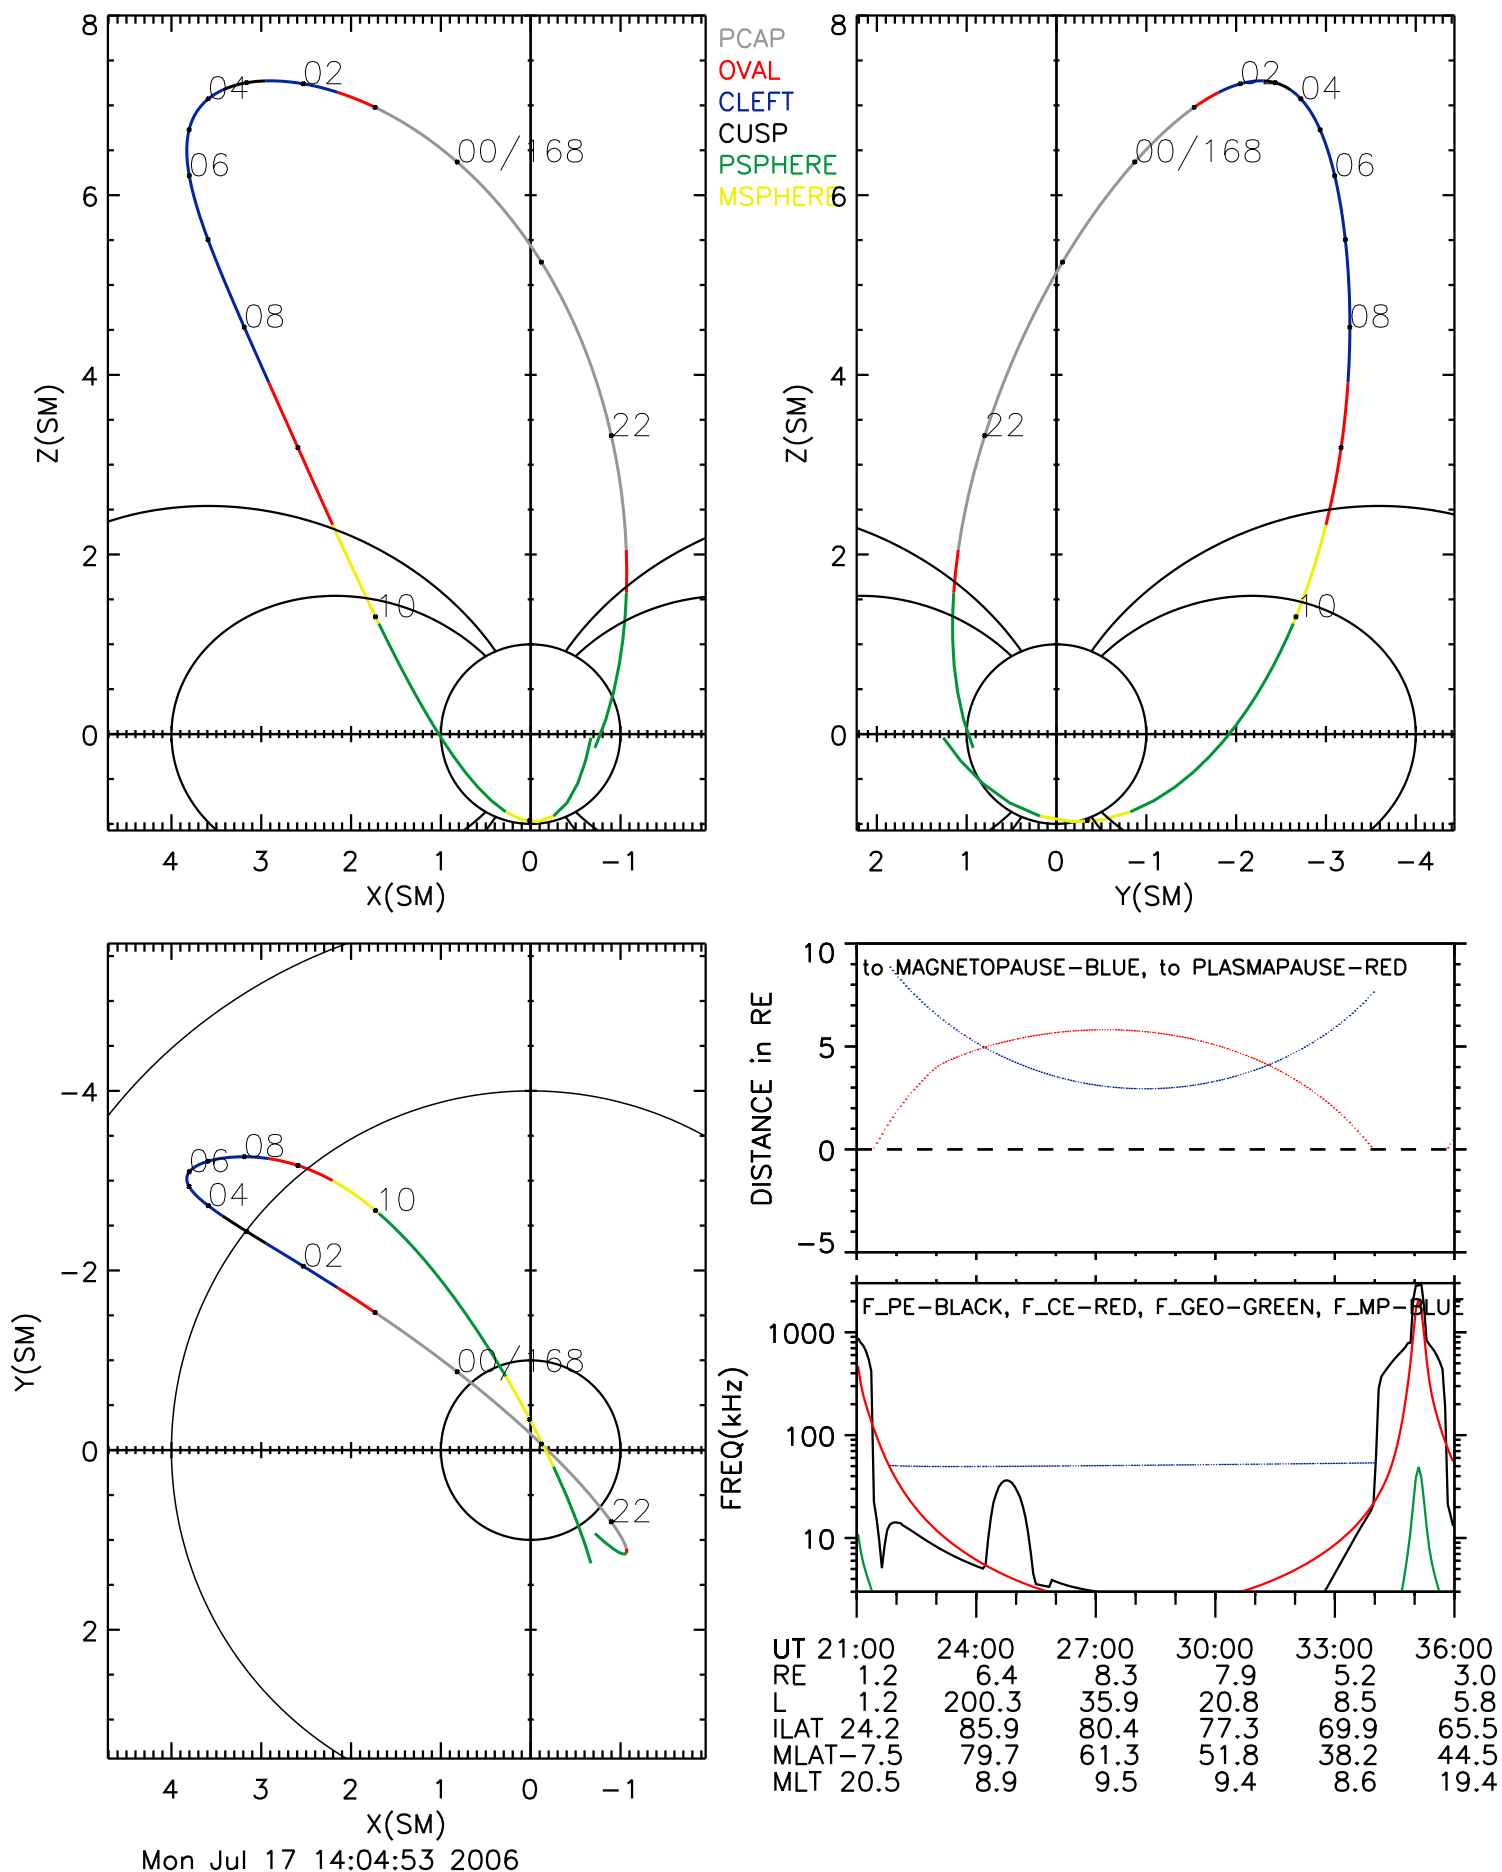 PCAP
OVAL
CLEFT
CUSP
PSPHERE
MSPHERE
8
6
4
2
0
Z(SM)
02
04
00/168
06
08
22
10
4 3 2 1 0 −1
X(SM)
8
6
4
2
0
Z(SM)
02
04
00/168
06
08
22
10
2 1 0 −1 −2 −3 −4
Y(SM)
−4
−2
0
2
Y(SM)
06
08
04
10
02
00/168
22
4 3 2 1 0 −1
X(SM)
10
5
0
−5
DISTANCE in RE
to MAGNETOPAUSE−BLUE, to PLASMAPAUSE−RED
1000
100
10
FREQ(kHz)
F_PE−BLACK, F_CE−RED, F_GEO−GREEN, F_MP−BLU
UT 21:00 24:00 27:00 30:00 33:00 36:00
RE 1.2 6.4 8.3 7.9 5.2 3.0
L 1.2 200.3 35.9 20.8 8.5 5.8
ILAT 24.2 85.9 80.4 77.3 69.9 65.5
MLAT−7.5 79.7 61.3 51.8 38.2 44.5
MLT 20.5 8.9 9.5 9.4 8.6 19.4
Mon Jul 17 14:04:53 2006